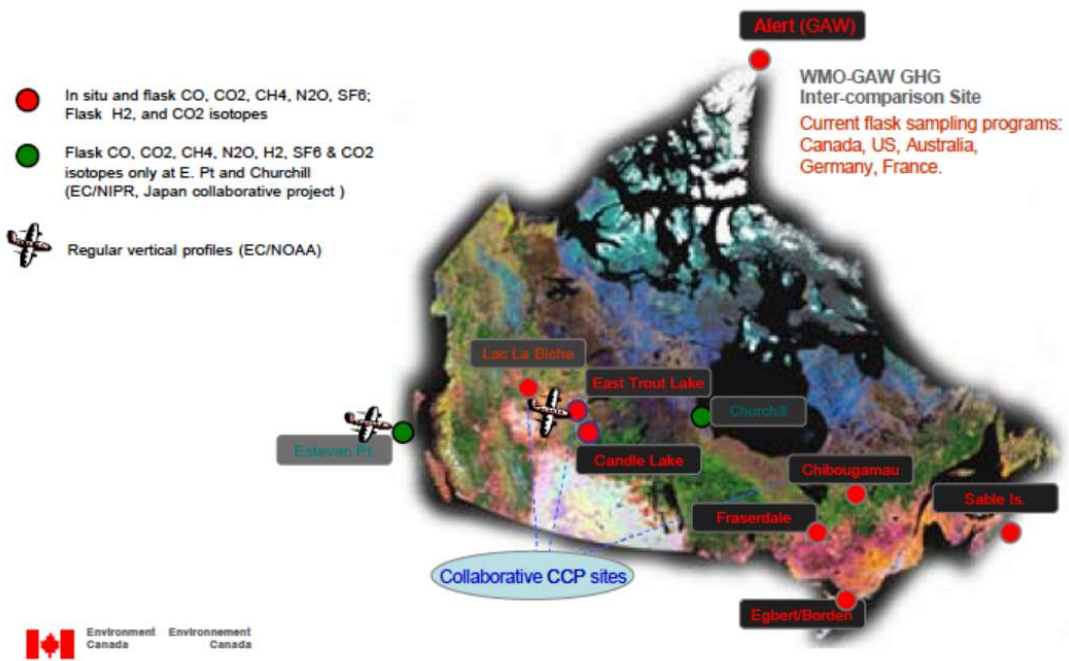 Alert (GAW)
WMO-GAW GHG
Inter-comparison Site
Current flask sampling programs:
Canada, US, Australia,
Germany, France.
In situ and flask CO, CO2, CH4, N2O, SF6;
Flask H2, and CO2 isotopes
Flask CO, CO2, CH4, N2O, H2, SF6 & CO2
isotopes only at E. Pt and Churchill
(EC/NIPR, Japan collaborative project )
Regular vertical profiles (EC/NOAA)
Lac La Biche
East Trout Lake
Churchill
Estevan Pt.
Candle Lake
Chibougamau
Sable Is.
Fraserdale
Collaborative CCP sites
Egbert/Borden
Environment Environnement
Canada Canada